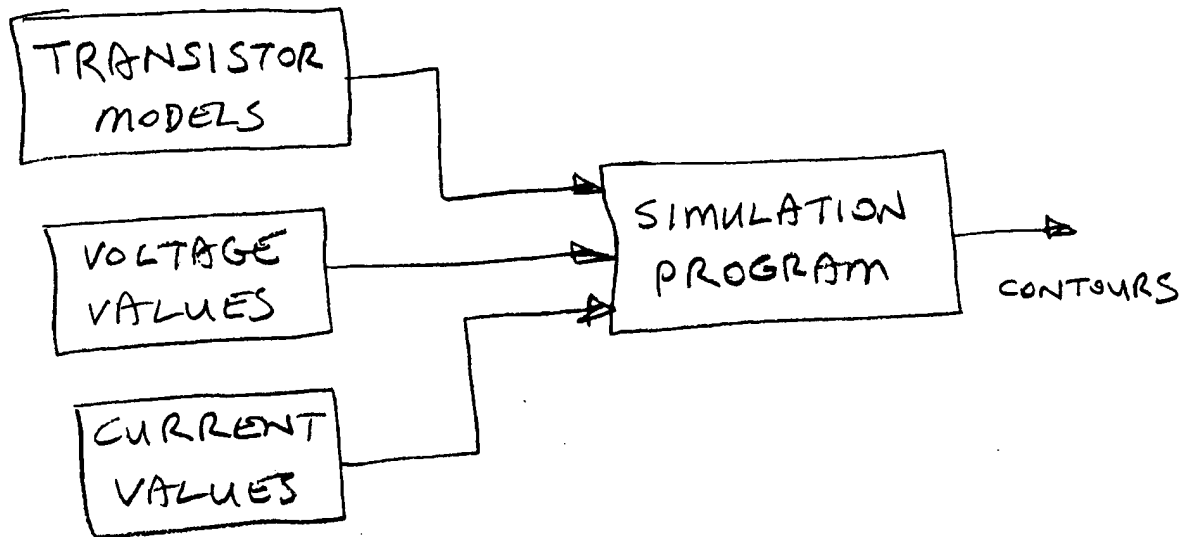 TRANSISTOR
MODELS
VOLTAGE
VALUES
CURRENT
VALUES
SIMULATION
PROGRAM
CONTOURS